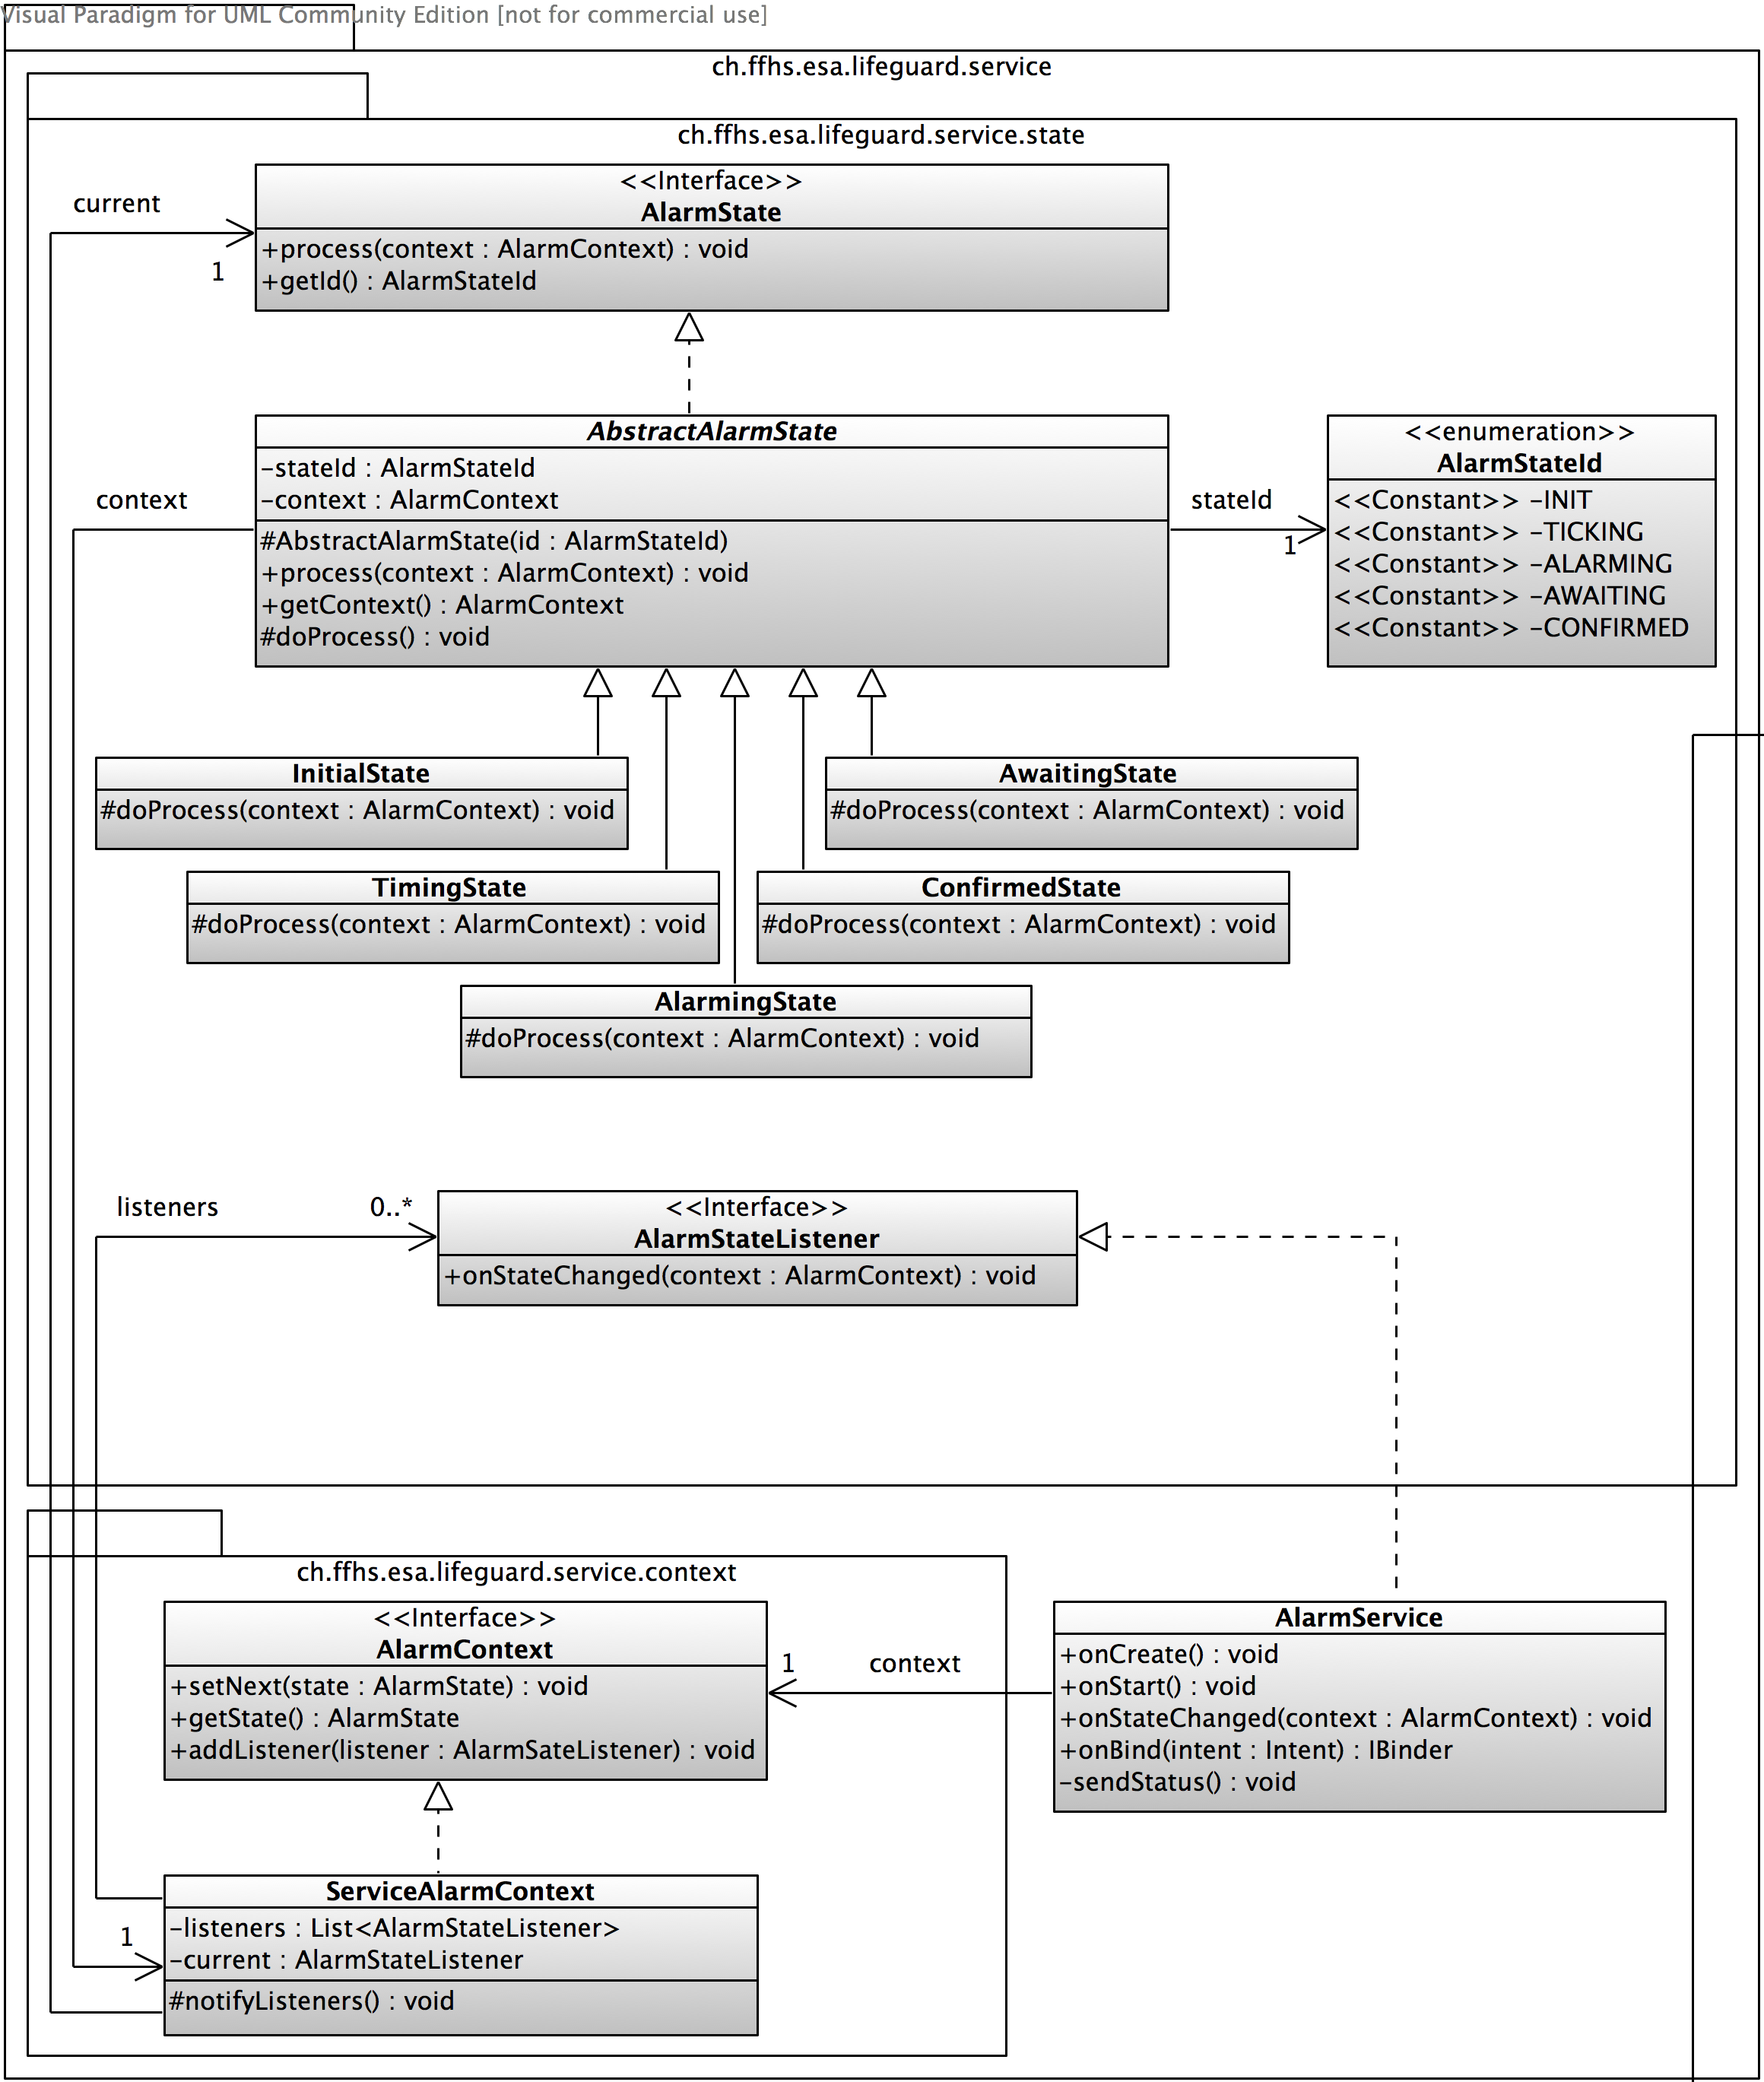 Visual Paradigm for UML Community Edition [not for commercial use]
ch.ffhs.esa.lifeguard.service
ch.ffhs.esa.lifeguard.service.state
current
1
<<Interface>>
AlarmState
+process(context : AlarmContext) : void
+getId() : AlarmStateId
context
AbstractAlarmState
-stateId : AlarmStateId
-context : AlarmContext
#AbstractAlarmState(id : AlarmStateId)
+process(context : AlarmContext) : void
+getContext() : AlarmContext
#doProcess() : void
stateId
1
<<enumeration>>
AlarmStateId
<<Constant>> -INIT
<<Constant>> -TICKING
<<Constant>> -ALARMING
<<Constant>> -AWAITING
<<Constant>> -CONFIRMED
InitialState
#doProcess(context : AlarmContext) : void
AwaitingState
#doProcess(context : AlarmContext) : void
TimingState
#doProcess(context : AlarmContext) : void
ConfirmedState
#doProcess(context : AlarmContext) : void
AlarmingState
#doProcess(context : AlarmContext) : void
listeners
0..*
<<Interface>>
AlarmStateListener
+onStateChanged(context : AlarmContext) : void
ch.ffhs.esa.lifeguard.service.context
<<Interface>>
AlarmContext
+setNext(state : AlarmState) : void
+getState() : AlarmState
+addListener(listener : AlarmSateListener) : void
1
context
AlarmService
+onCreate() : void
+onStart() : void
+onStateChanged(context : AlarmContext) : void
+onBind(intent : Intent) : IBinder
-sendStatus() : void
1
ServiceAlarmContext
-listeners : List<AlarmStateListener>
-current : AlarmStateListener
#notifyListeners() : void